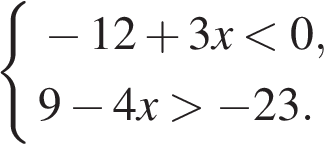 −12 + 3x < 0,
9 − 4x > −23.